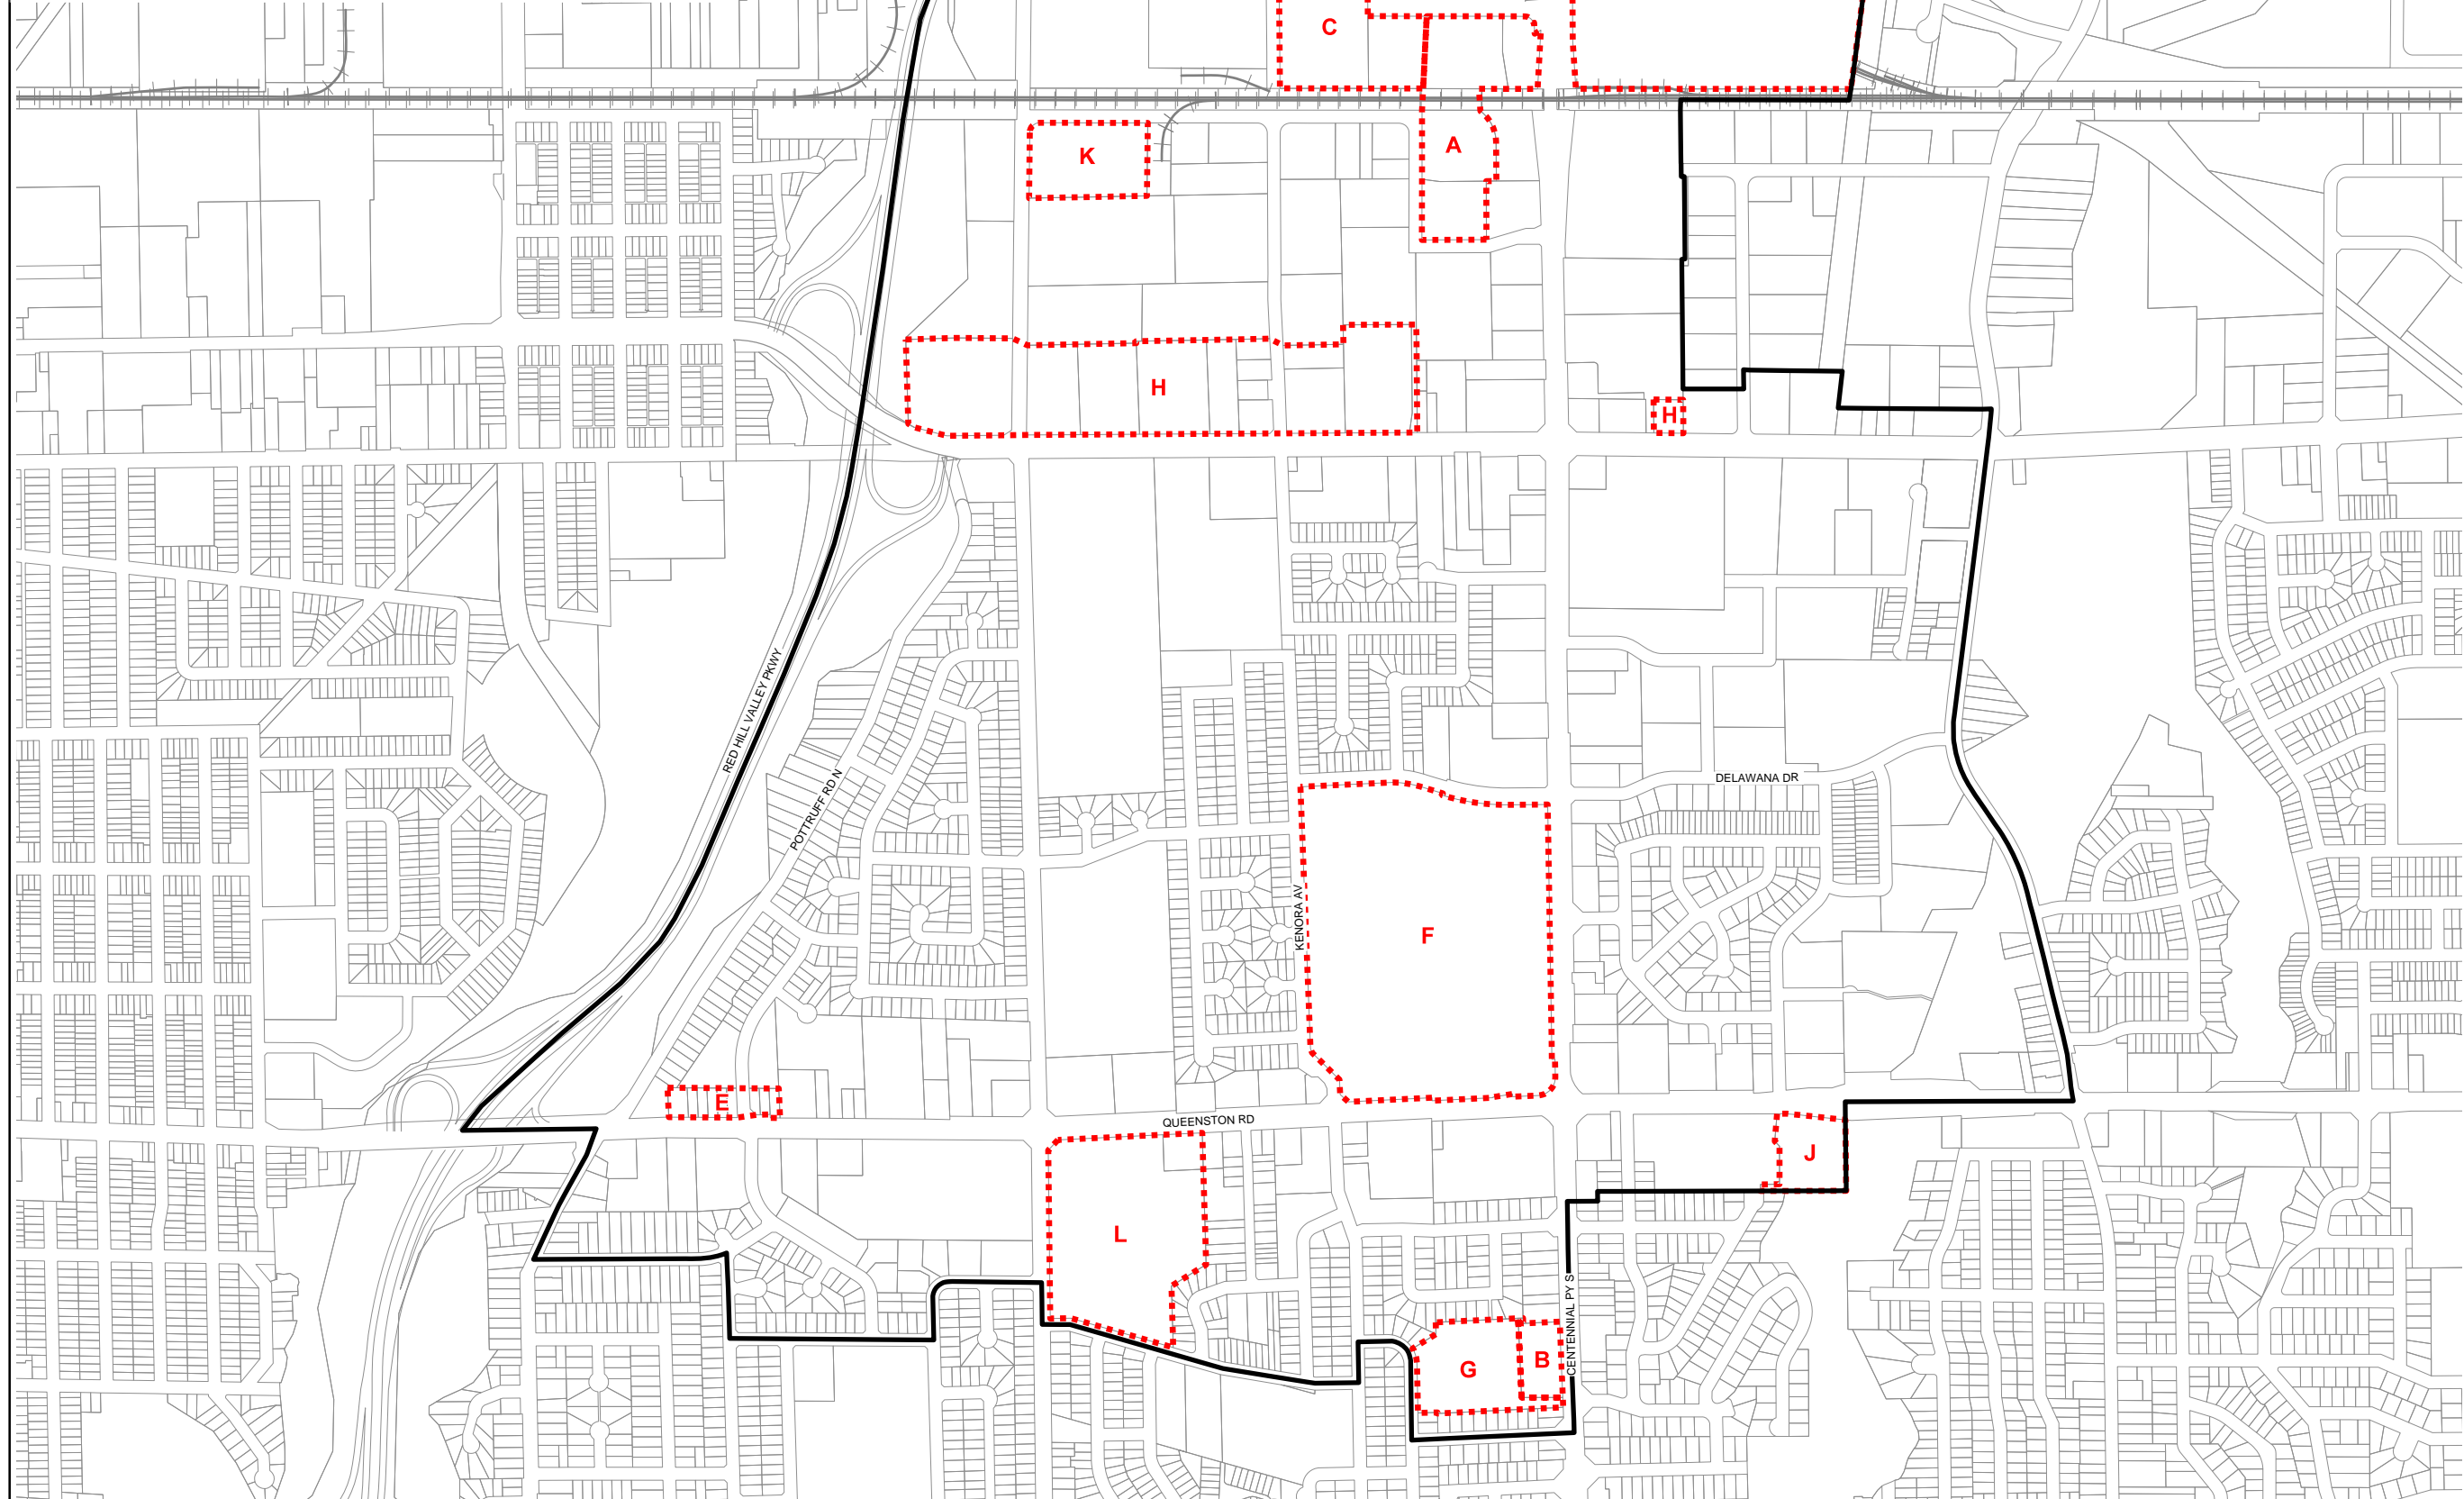 C
A
K
H
H
RED HILL VALLEY PKWY
POTTRUFF RD N
DELAWANA DR
KENORA AV
F
E
QUEENSTON RD
J
L
CENTENNIAL PY S
G
B